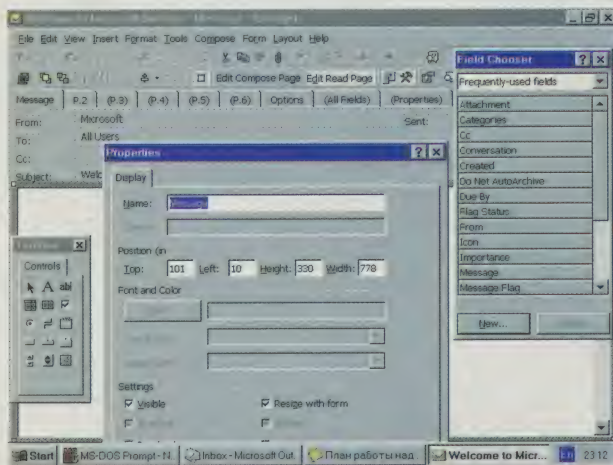 File Edit View Insert Format Tools Compose Form Layout Help
Edit Compose Page Edit Read Page
Message P.2 (P.3) (P.4) (P.5) (P.6) Options (All Fields) (Properties)
From: Microsoft Sent:
To: All Users
Cc:
Subject: Welc
Properties
Display
Name: Message
Position (in
Top: 101 Left: 10 Height: 330 Width: 778
Font and Color
Settings
Visible
Resize with form
Controls
Field Chooser
Frequently-used fields
Attachment
Categories
Cc
Conversation
Created
Do Not AutoArchive
Due By
Flag Status
From
Icon
Importance
Message
Message Flag
New...
Start MS-DOS Prompt - N. Inbox - Microsoft Out. План работы над Welcome to Micr... En 23:12